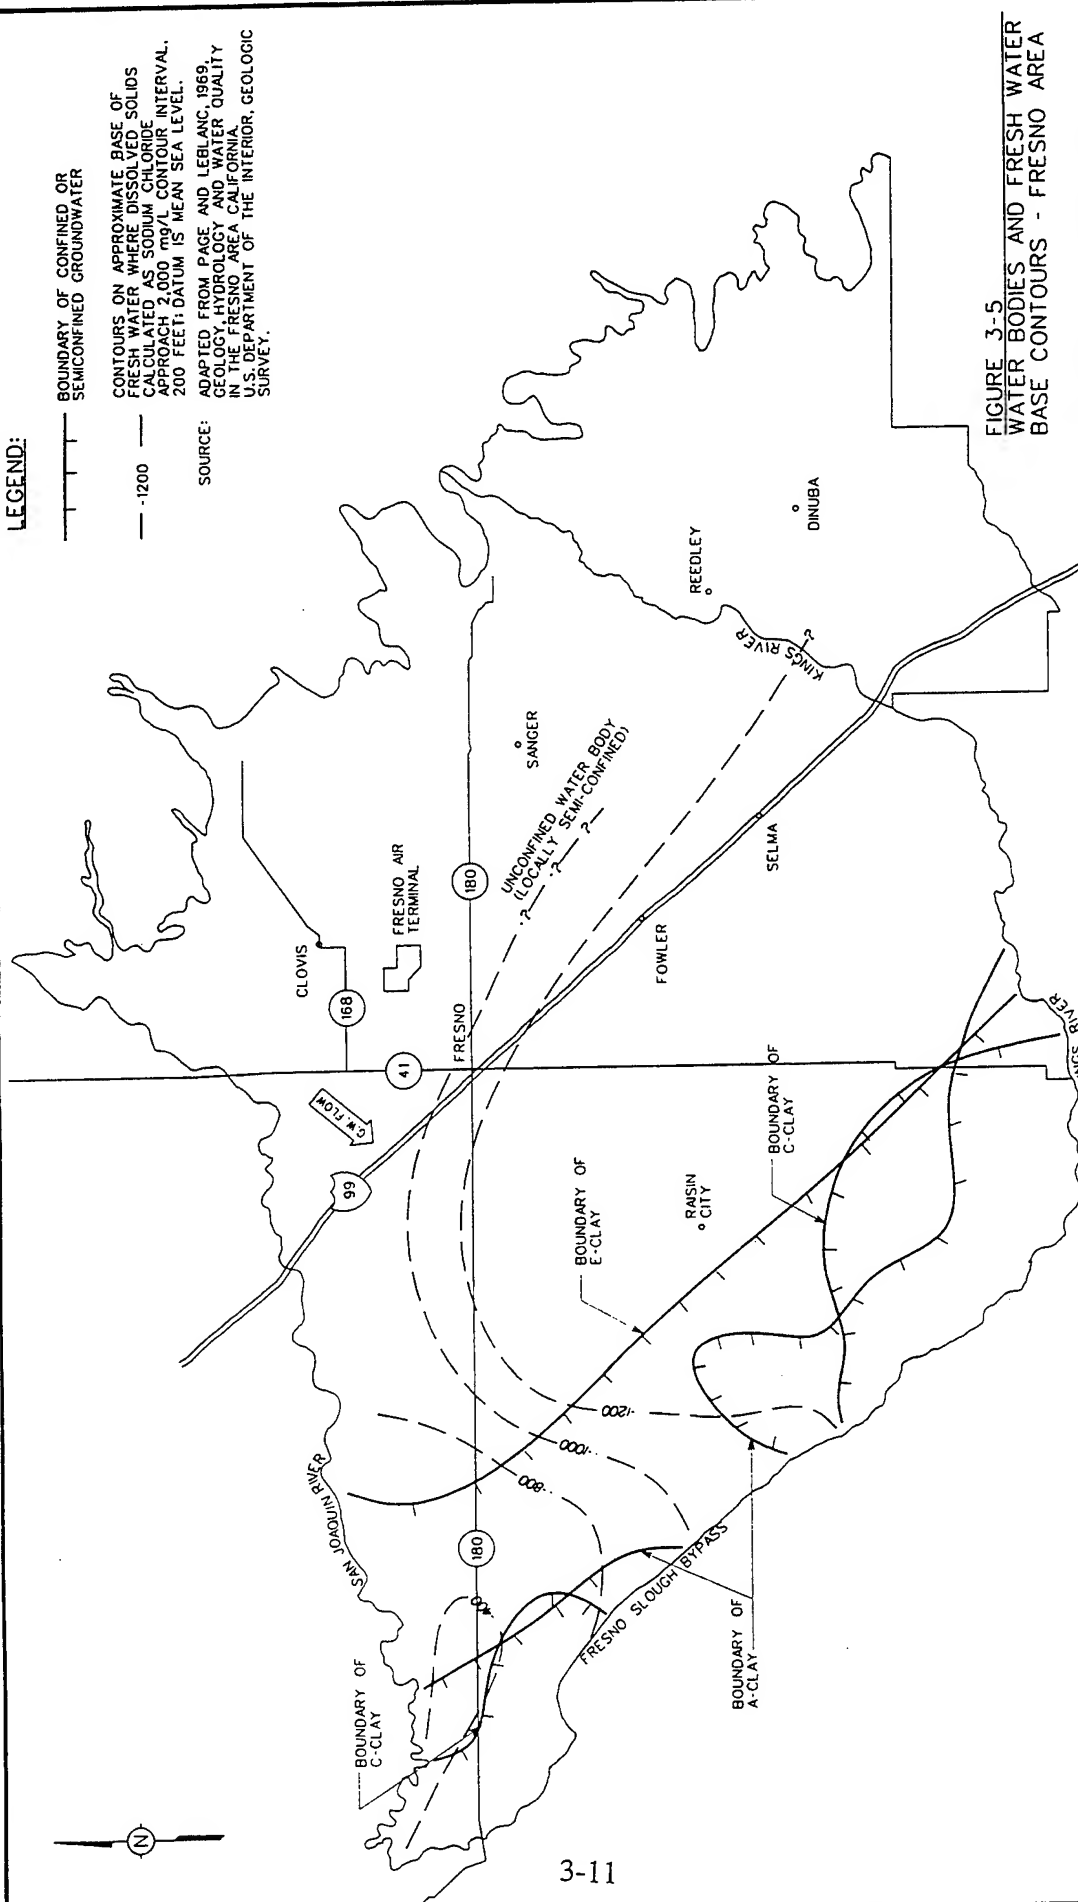 LEGEND:
BOUNDARY OF CONFINED OR
SEMICONFINED GROUNDWATER
-1200
CONTOURS ON APPROXIMATE BASE OF
FRESH WATER WHERE DISSOLVED SOLIDS
CALCULATED AS SODIUM CHLORIDE
APPROACH 2,000 mg/L CONTOUR INTERVAL.
200 FEET; DATUM IS MEAN SEA LEVEL.
SOURCE: ADAPTED FROM PAGE AND LEBLANC, 1969,
GEOLOGY, HYDROLOGY AND WATER QUALITY
IN THE FRESNO AREA CALIFORNIA.
U.S. DEPARTMENT OF THE INTERIOR, GEOLOGIC
SURVEY.
N
CLOVIS
168
FRESNO AIR
TERMINAL
41
FRESNO
G.W. FLOW
99
180
SANGER
UNCONFINED WATER BODY
(LOCALLY SEMI-CONFINED)
?
?
?
REEDLEY
DINUBA
KINGS RIVER
?
FOWLER
SELMA
SAN JOAQUIN RIVER
180
BOUNDARY OF
C-CLAY
BOUNDARY OF
E-CLAY
RAISIN
CITY
BOUNDARY OF
C-CLAY
-800
-1000
-1200
FRESNO SLOUGH BYPASS
BOUNDARY OF
A-CLAY
RIVER
FIGURE 3-5
WATER BODIES AND FRESH WATER
BASE CONTOURS - FRESNO AREA
3-11